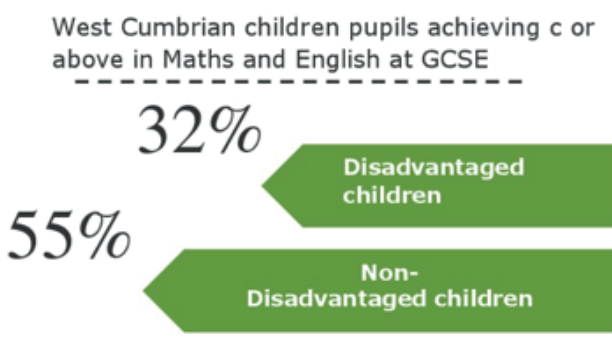 West Cumbrian children pupils achieving c or
above in Maths and English at GCSE
32%
Disadvantaged
children
55%
Non-
Disadvantaged children